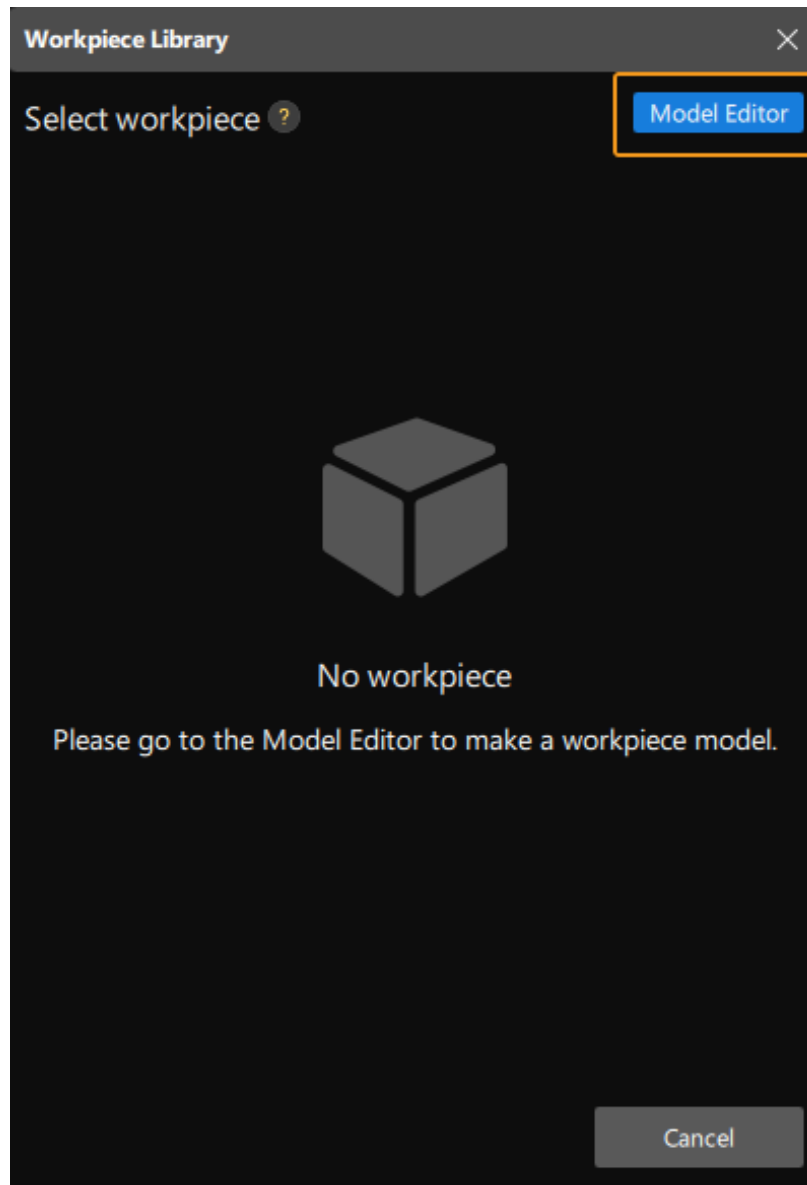 Workpiece Library
Select workpiece ?
Model Editor
No workpiece
Please go to the Model Editor to make a workpiece model.
Cancel